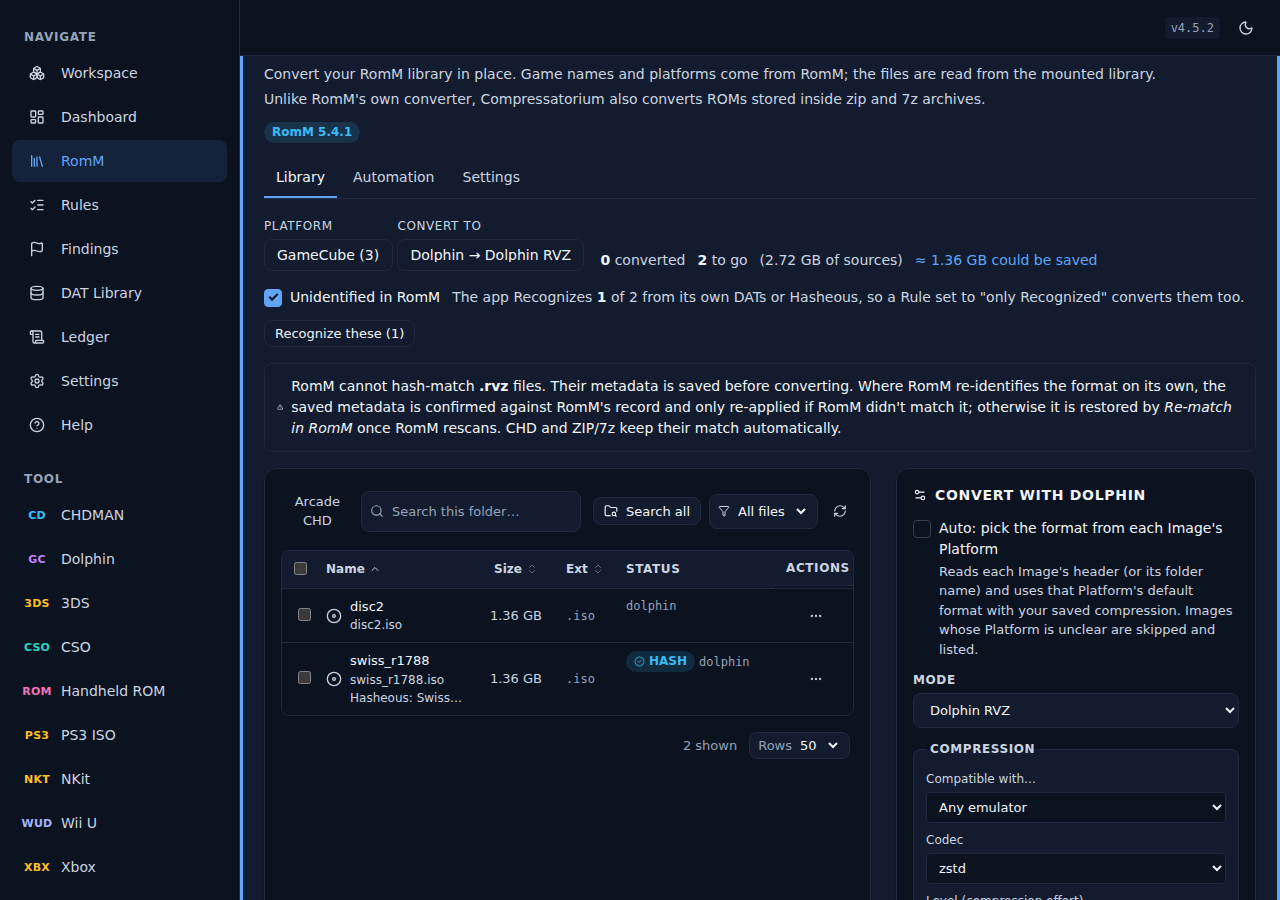 NAVIGATE
Workspace
Dashboard
RomM
Rules
Findings
DAT Library
Ledger
Settings
Help
TOOL
CD CHDMAN
GC Dolphin
3DS 3DS
CSO CSO
ROM Handheld ROM
PS3 PS3 ISO
NKT NKit
WUD Wii U
XBX Xbox
v4.5.2
Convert your RomM library in place. Game names and platforms come from RomM; the files are read from the mounted library.
Unlike RomM's own converter, Compressatorium also converts ROMs stored inside zip and 7z archives.
RomM 5.4.1
Library Automation Settings
PLATFORM CONVERT TO
GameCube (3) Dolphin → Dolphin RVZ 0 converted 2 to go (2.72 GB of sources) ≈ 1.36 GB could be saved
Unidentified in RomM The app Recognizes 1 of 2 from its own DATs or Hasheous, so a Rule set to "only Recognized" converts them too.
Recognize these (1)
RomM cannot hash-match .rvz files. Their metadata is saved before converting. Where RomM re-identifies the format on its own, the
saved metadata is confirmed against RomM's record and only re-applied if RomM didn't match it; otherwise it is restored by Re-match
in RomM once RomM rescans. CHD and ZIP/7z keep their match automatically.
Arcade
CHD
Search this folder... Search all All files
Name Size Ext STATUS ACTIONS
disc2
disc2.iso
1.36 GB .iso dolphin
swiss_r1788
swiss_r1788.iso
Hasheous: Swiss...
1.36 GB .iso HASH dolphin
2 shown Rows 50
CONVERT WITH DOLPHIN
Auto: pick the format from each Image's
Platform
Reads each Image's header (or its folder
name) and uses that Platform's default
format with your saved compression. Images
whose Platform is unclear are skipped and
listed.
MODE
Dolphin RVZ
COMPRESSION
Compatible with...
Any emulator
Codec
zstd
Level (compression effort)